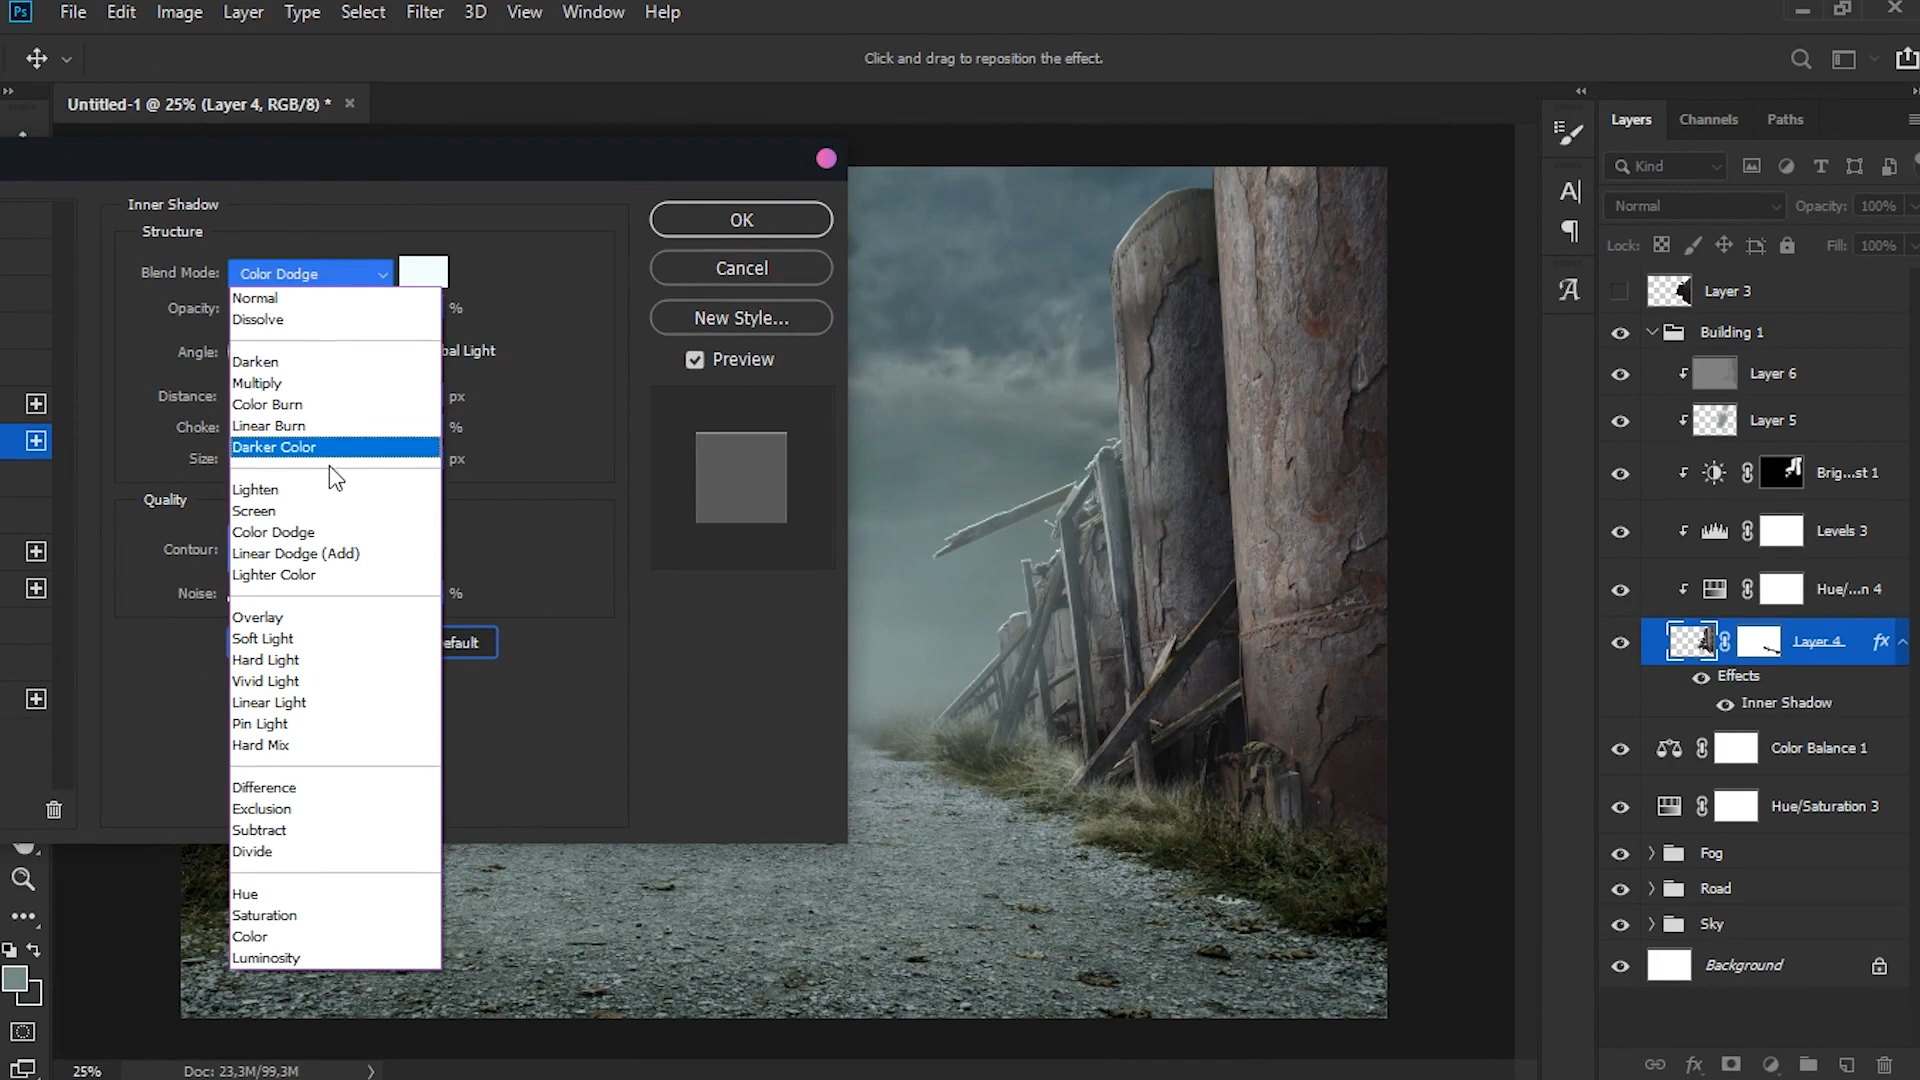 Ps File Edit Image Layer Type Select Filter 3D View Window Help
Click and drag to reposition the effect.
Untitled-1 @ 25% (Layer 4, RGB/8) *
Inner Shadow
Structure
Blend Mode: Color Dodge
Opacity: %
Angle: bal Light
Distance: px
Choke: %
Size: px
Quality
Contour:
Noise: %
efault
Normal
Dissolve
Darken
Multiply
Color Burn
Linear Burn
Darker Color
Lighten
Screen
Color Dodge
Linear Dodge (Add)
Lighter Color
Overlay
Soft Light
Hard Light
Vivid Light
Linear Light
Pin Light
Hard Mix
Difference
Exclusion
Subtract
Divide
Hue
Saturation
Color
Luminosity
OK
Cancel
New Style...
Preview
Layers Channels Paths
Kind
Normal Opacity: 100%
Lock: Fill: 100%
Layer 3
Building 1
Layer 6
Layer 5
Brig...st 1
Levels 3
Hue/...n 4
Layer 4 fx
Effects
Inner Shadow
Color Balance 1
Hue/Saturation 3
Fog
Road
Sky
Background
fx
25% Doc: 23,3M/99,3M